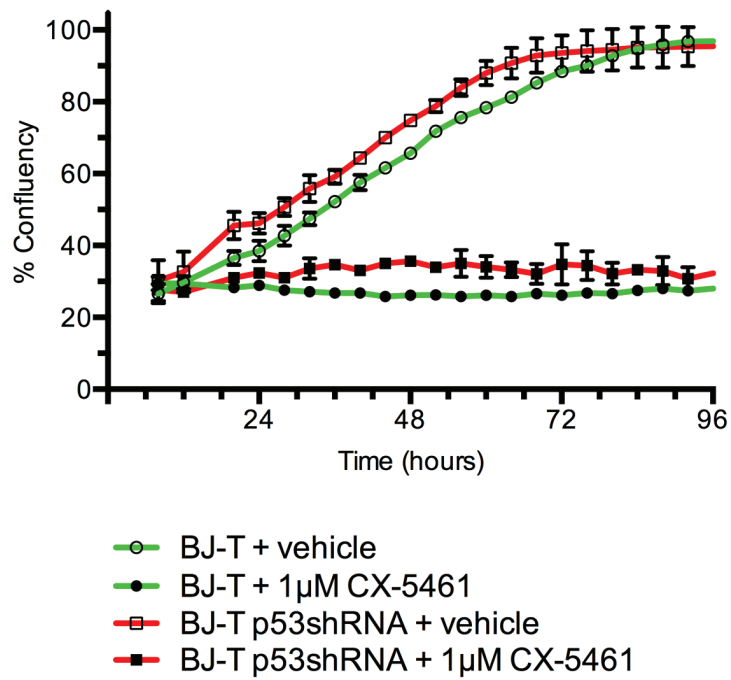 100
80
60
40
20
0
% Confluency
24 48 72 96
Time (hours)
BJ-T + vehicle
BJ-T + 1µM CX-5461
BJ-T p53shRNA + vehicle
BJ-T p53shRNA + 1µM CX-5461